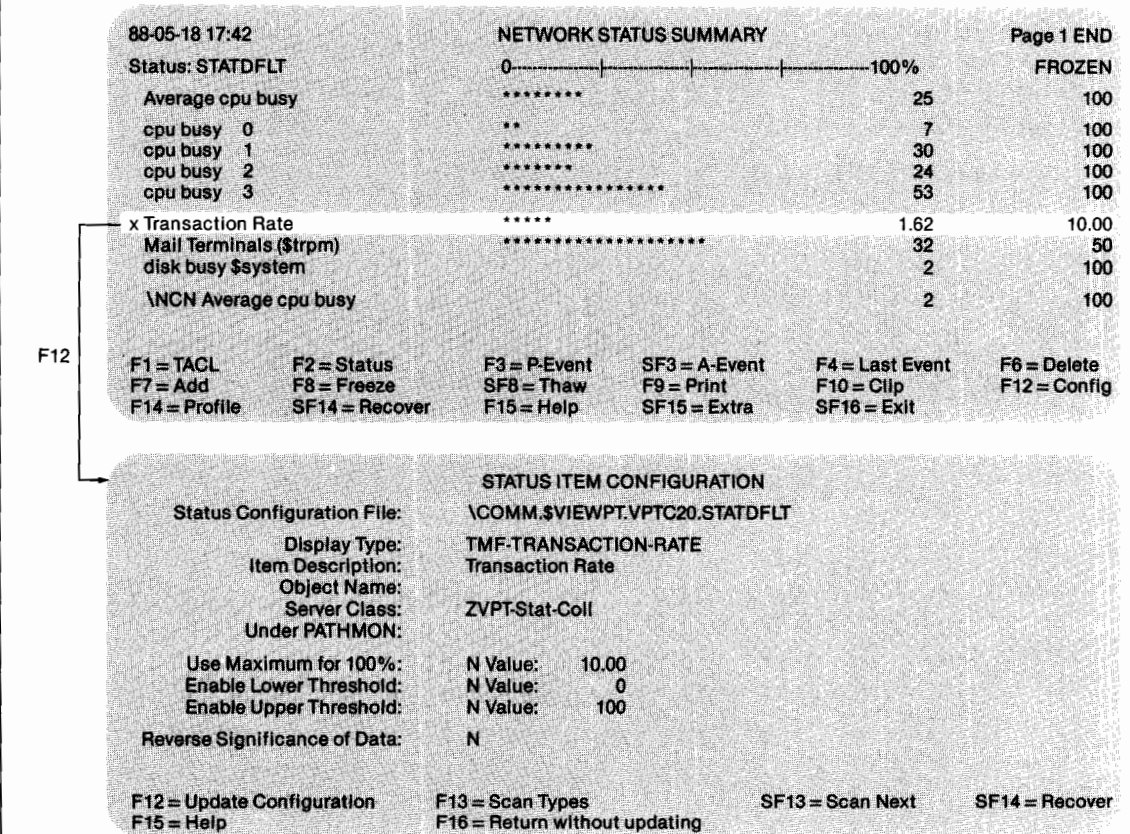 88-05-18 17:42 NETWORK STATUS SUMMARY Page 1 END
Status: STATDFLT 0---------------|---------------|---------------|---------------100% FROZEN
Average cpu busy ******** 25 100
cpu busy 0 ** 7 100
cpu busy 1 ********* 30 100
cpu busy 2 ******* 24 100
cpu busy 3 **************** 53 100
x Transaction Rate ***** 1.62 10.00
Mail Terminals ($trpm) ******************** 32 50
disk busy $system 2 100
\NCN Average cpu busy 2 100
F12
F1 = TACL F2 = Status F3 = P-Event SF3 = A-Event F4 = Last Event F6 = Delete
F7 = Add F8 = Freeze SF8 = Thaw F9 = Print F10 = Clip F12 = Config
F14 = Profile SF14 = Recover F15 = Help SF15 = Extra SF16 = Exit
STATUS ITEM CONFIGURATION
Status Configuration File: \COMM.$VIEWPT.VPTC20.STATDFLT
Display Type: TMF-TRANSACTION-RATE
Item Description: Transaction Rate
Object Name:
Server Class: ZVPT-Stat-Coll
Under PATHMON:
Use Maximum for 100%: N Value: 10.00
Enable Lower Threshold: N Value: 0
Enable Upper Threshold: N Value: 100
Reverse Significance of Data: N
F12 = Update Configuration F13 = Scan Types SF13 = Scan Next SF14 = Recover
F15 = Help F16 = Return without updating